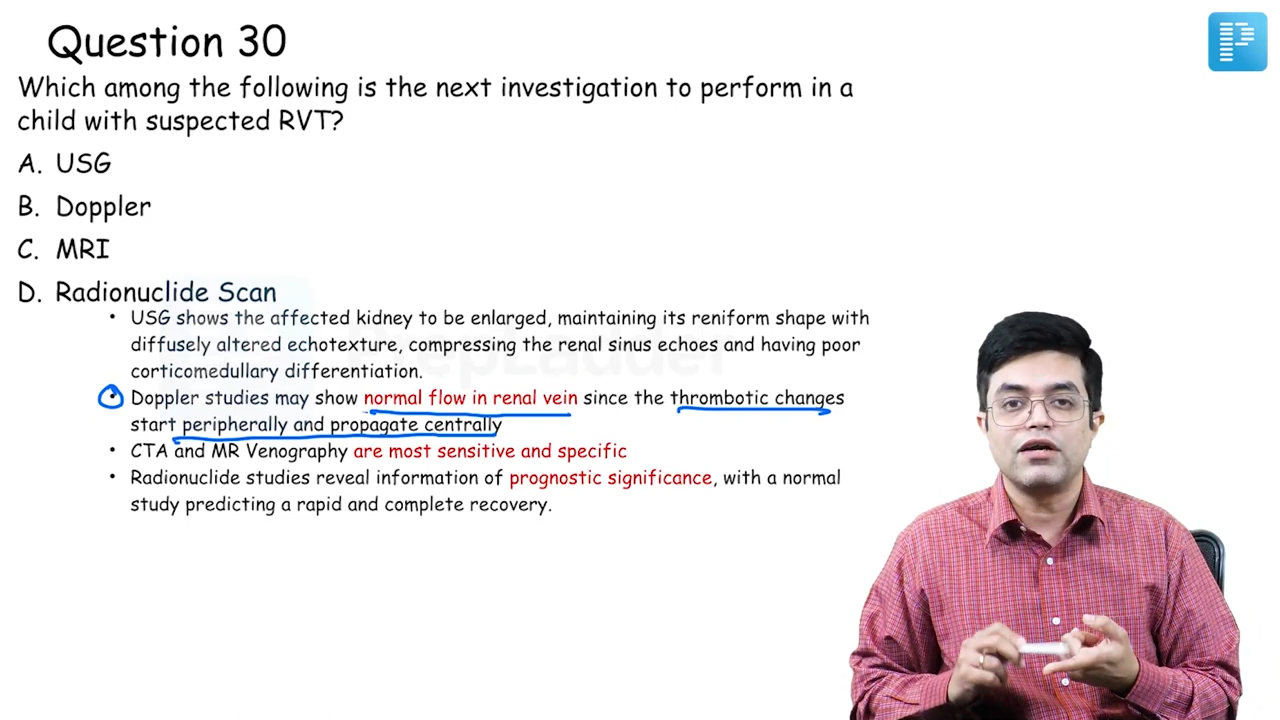 Question 30
Which among the following is the next investigation to perform in a
child with suspected RVT?
A. USG
B. Doppler
C. MRI
D. Radionuclide Scan
• USG shows the affected kidney to be enlarged, maintaining its reniform shape with
diffusely altered echotexture, compressing the renal sinus echoes and having poor
corticomedullary differentiation.
• Doppler studies may show normal flow in renal vein since the thrombotic changes
start peripherally and propagate centrally
• CTA and MR Venography are most sensitive and specific
• Radionuclide studies reveal information of prognostic significance, with a normal
study predicting a rapid and complete recovery.
PrepLadder